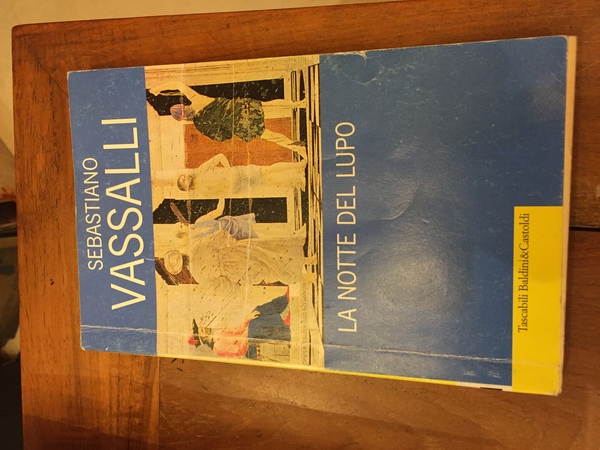 SEBASTIANO
VASSALLI
LA NOTTE DEL LUPO
Tascabili Baldini&Castoldi